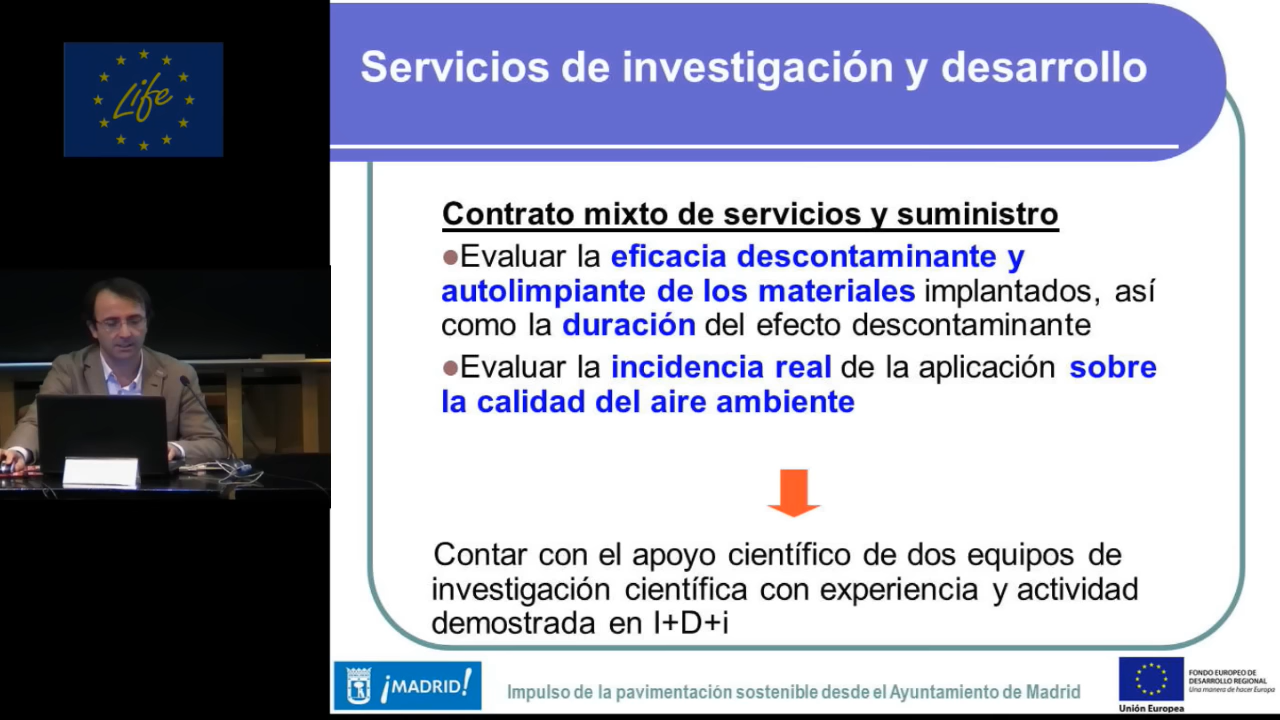 Life
Servicios de investigación y desarrollo
Contrato mixto de servicios y suministro
Evaluar la eficacia descontaminante y
autolimpiante de los materiales implantados, así
como la duración del efecto descontaminante
Evaluar la incidencia real de la aplicación sobre
la calidad del aire ambiente
Contar con el apoyo científico de dos equipos de
investigación científica con experiencia y actividad
demostrada en I+D+i
¡MADRID!
Impulso de la pavimentación sostenible desde el Ayuntamiento de Madrid
FONDO EUROPEO DE
DESARROLLO REGIONAL
Una manera de hacer Europa
Unión Europea